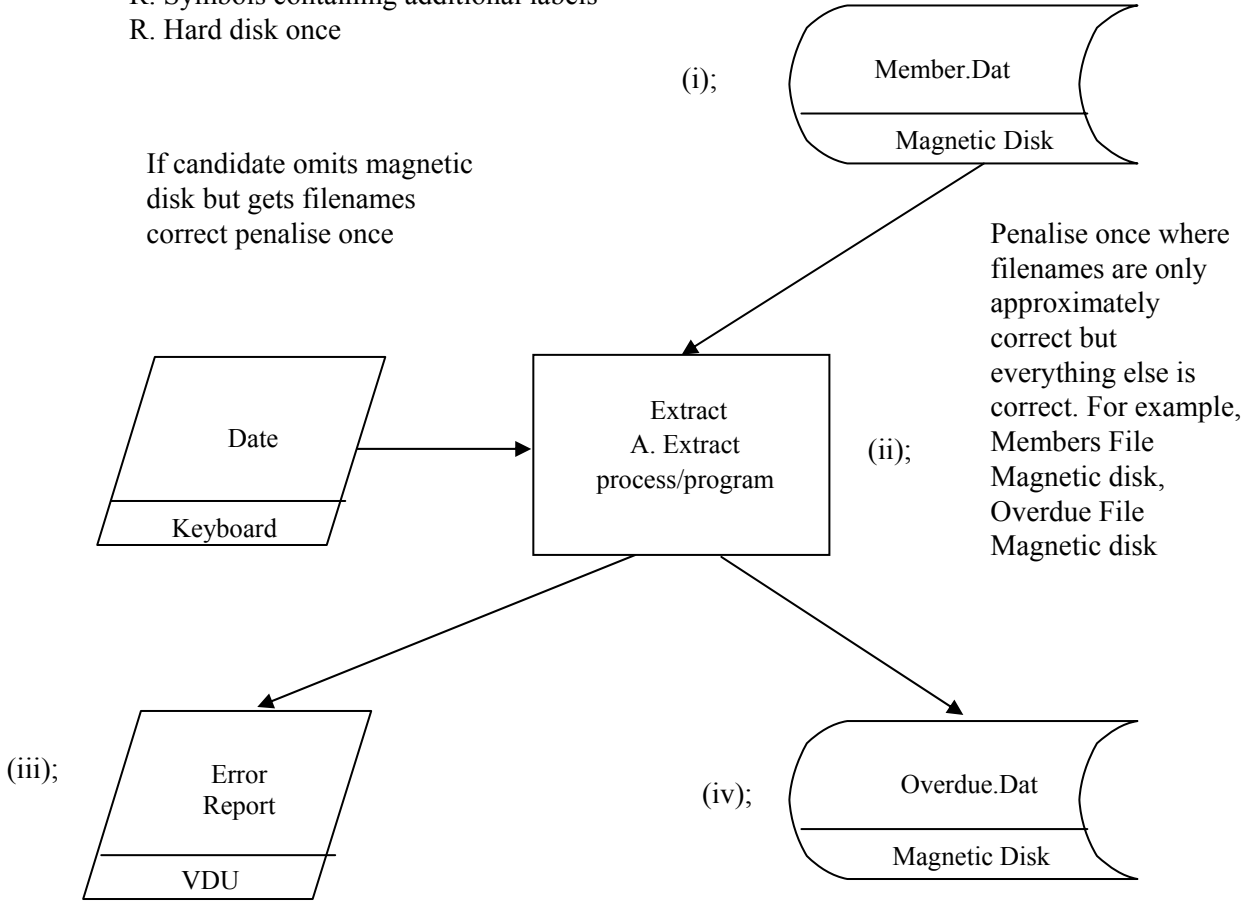 R. Symbols containing additional labels
R. Hard disk once
(i);
Member.Dat
Magnetic Disk
If candidate omits magnetic
disk but gets filenames
correct penalise once
Penalise once where
filenames are only
approximately
correct but
everything else is
correct. For example,
Members File
Magnetic disk,
Overdue File
Magnetic disk
Date
Keyboard
Extract
A. Extract
process/program
(ii);
(iii);
Error
Report
VDU
(iv);
Overdue.Dat
Magnetic Disk